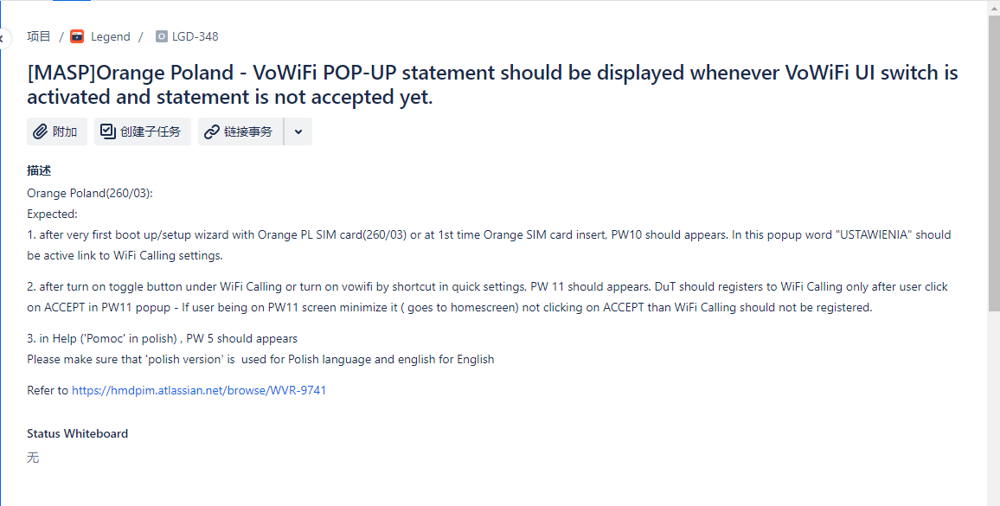 项目 / Legend / LGD-348
[MASP]Orange Poland - VoWiFi POP-UP statement should be displayed whenever VoWiFi UI switch is
activated and statement is not accepted yet.
附加 创建子任务 链接事务
描述
Orange Poland(260/03):
Expected:
1. after very first boot up/setup wizard with Orange PL SIM card(260/03) or at 1st time Orange SIM card insert, PW10 should appears. In this popup word "USTAWIENIA" should
be active link to WiFi Calling settings.
2. after turn on toggle button under WiFi Calling or turn on vowifi by shortcut in quick settings, PW 11 should appears. DuT should registers to WiFi Calling only after user click
on ACCEPT in PW11 popup - If user being on PW11 screen minimize it ( goes to homescreen) not clicking on ACCEPT than WiFi Calling should not be registered.
3. in Help ('Pomoc' in polish) , PW 5 should appears
Please make sure that 'polish version' is  used for Polish language and english for English
Refer to https://hmdpim.atlassian.net/browse/WVR-9741
Status Whiteboard
无